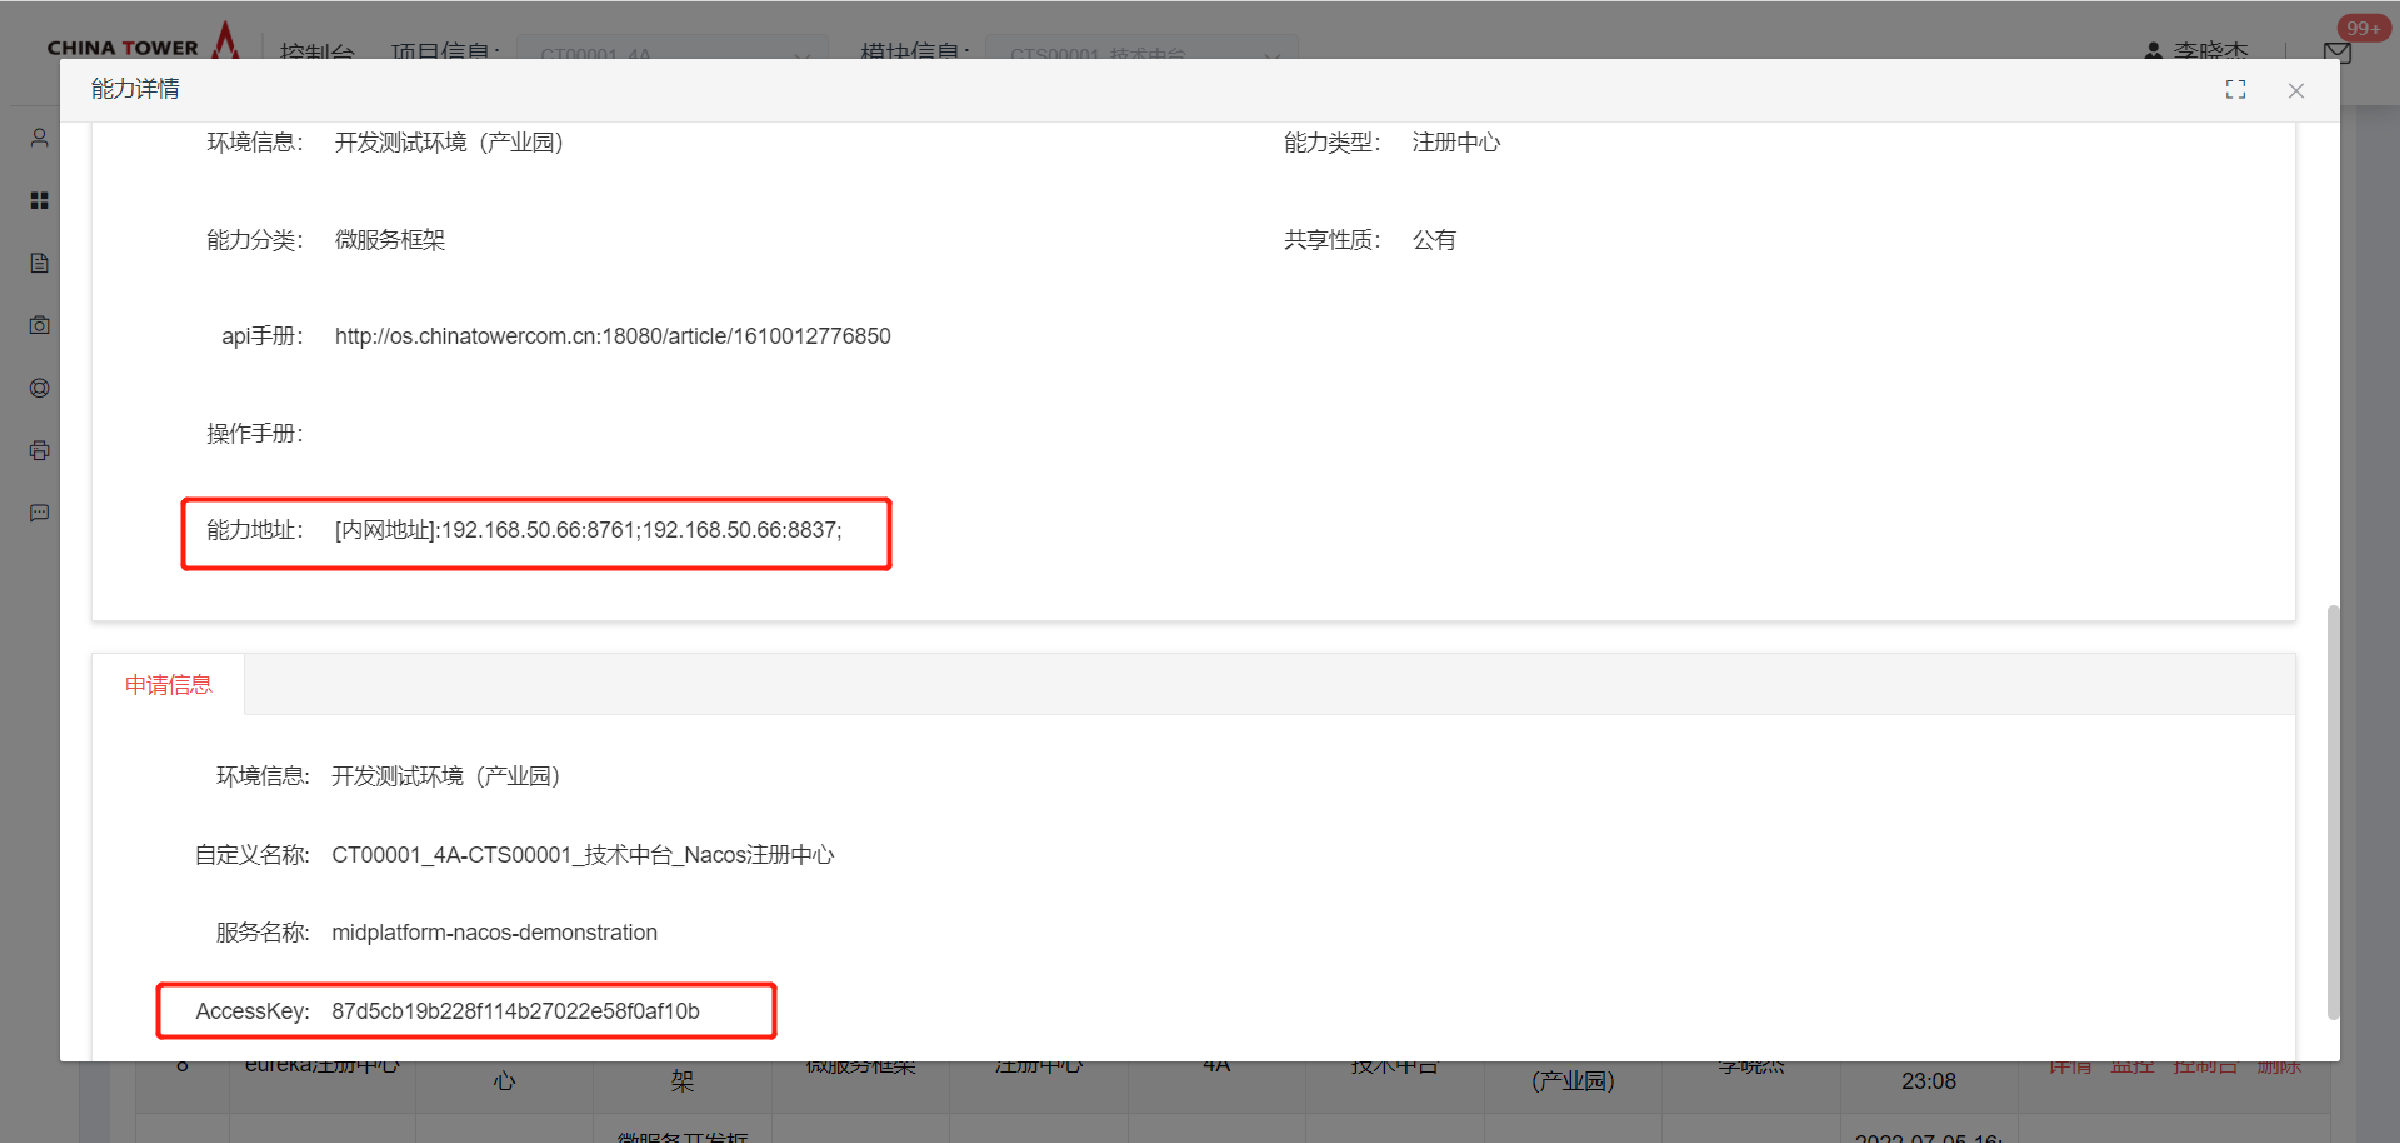 CHINA TOWER 控制台 项目信息: CT00001_4A 模块信息: CTS00001_技术中台 李晓杰 99+
能力详情
环境信息: 开发测试环境（产业园） 能力类型: 注册中心
能力分类: 微服务框架 共享性质: 公有
api手册: http://os.chinatowercom.cn:18080/article/1610012776850
操作手册:
能力地址: [内网地址]:192.168.50.66:8761;192.168.50.66:8837;
申请信息
环境信息: 开发测试环境（产业园）
自定义名称: CT00001_4A-CTS00001_技术中台_Nacos注册中心
服务名称: midplatform-nacos-demonstration
AccessKey: 87d5cb19b228f114b27022e58f0af10b
8 eureka注册中心 心 架 微服务框架 注册中心 4A 技术中台 (产业园) 李晓杰 23:08 详情 监控 控制台 删除
微服务开发框 2022-07-05 16: